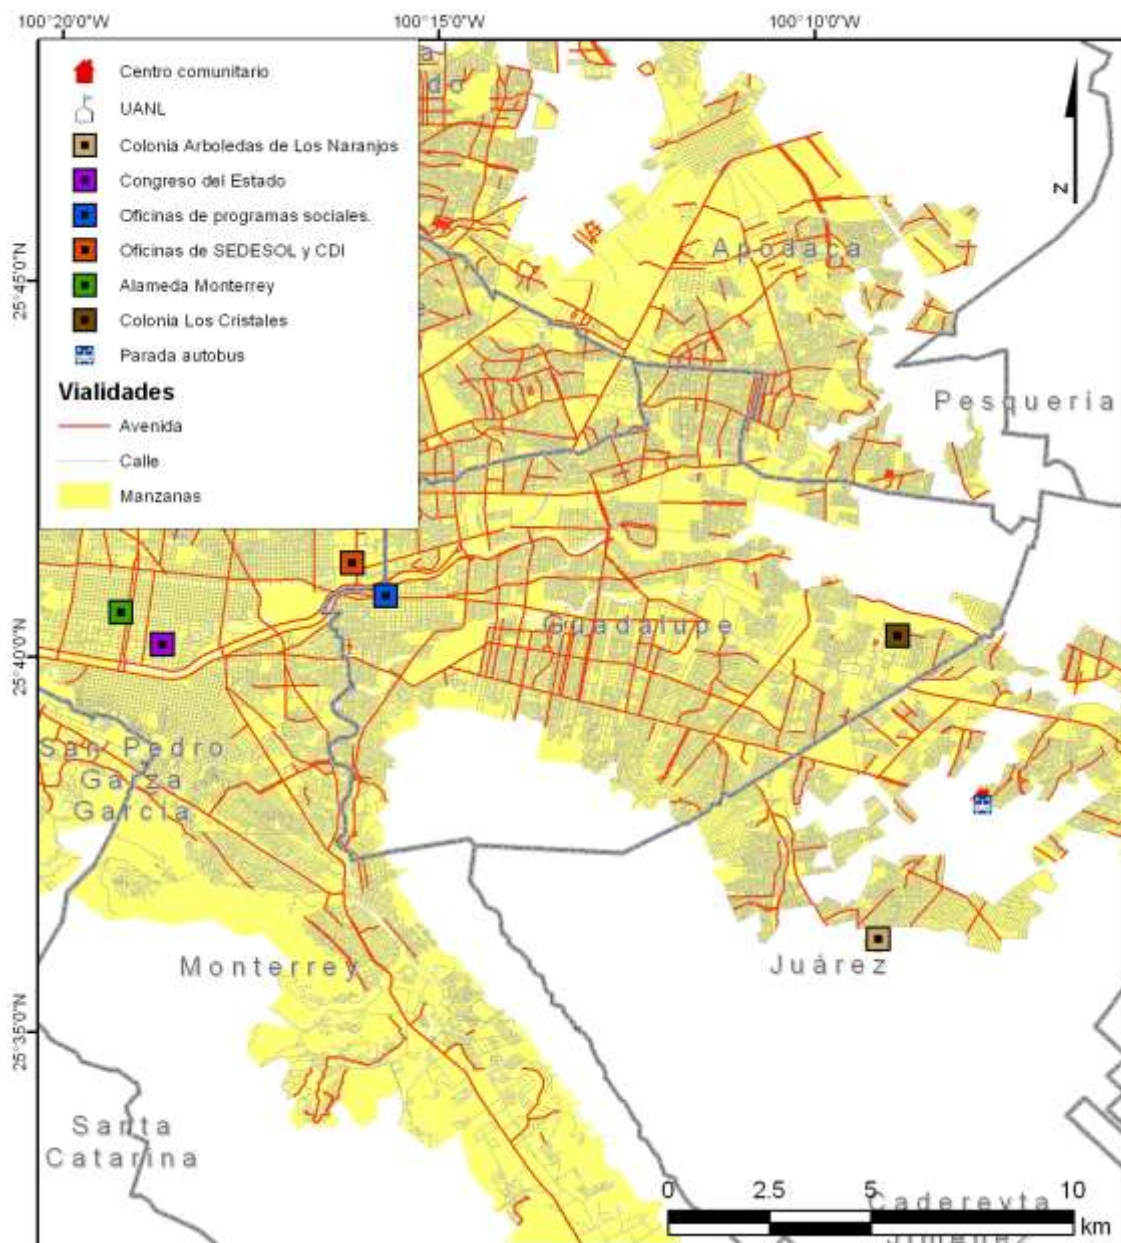 100°20'0"W 100°15'0"W 100°10'0"W
Centro comunitario
UANL
Colonia Arboledas de Los Naranjos
Congreso del Estado
Oficinas de programas sociales.
Oficinas de SEDESOL y CDI
Alameda Monterrey
Colonia Los Cristales
Parada autobus
Vialidades
Avenida
Calle
Manzanas
N
25°45'0"N
Apodaca
Pesquería
25°40'0"N
Guadalupe
San Pedro
Garza
García
Monterrey
Juárez
25°35'0"N
Santa
Catarina
Cadereyta
Jiménez
0 2.5 5 10
km